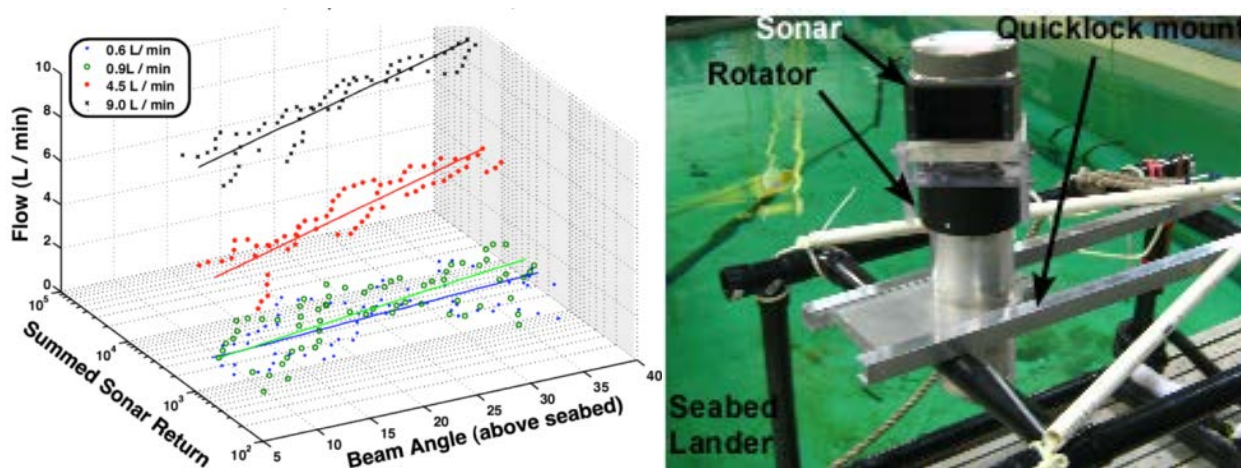 0.6 L/ min
0.9L/ min
4.5 L / min
9.0 L / min
Flow (L / min)
10
8
6
4
2
0
10^5
10^4
10^3
10^2
Summed Sonar Return
5
10
15
20
25
30
35
40
Beam Angle (above seabed)
Sonar
Quicklock mount
Rotator
Seabed
Lander